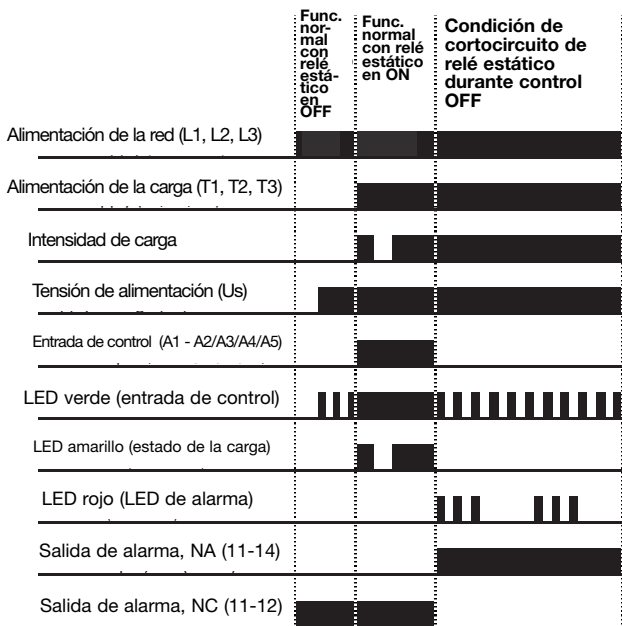 Func.
nor-
mal
con
relé
está-
tico
en
OFF
Func.
normal
con relé
estático
en ON
Condición de
cortocircuito de
relé estático
durante control
OFF
Alimentación de la red (L1, L2, L3)
Alimentación de la carga (T1, T2, T3)
Intensidad de carga
Tensión de alimentación (Us)
Entrada de control (A1 - A2/A3/A4/A5)
LED verde (entrada de control)
LED amarillo (estado de la carga)
LED rojo (LED de alarma)
Salida de alarma, NA (11-14)
Salida de alarma, NC (11-12)